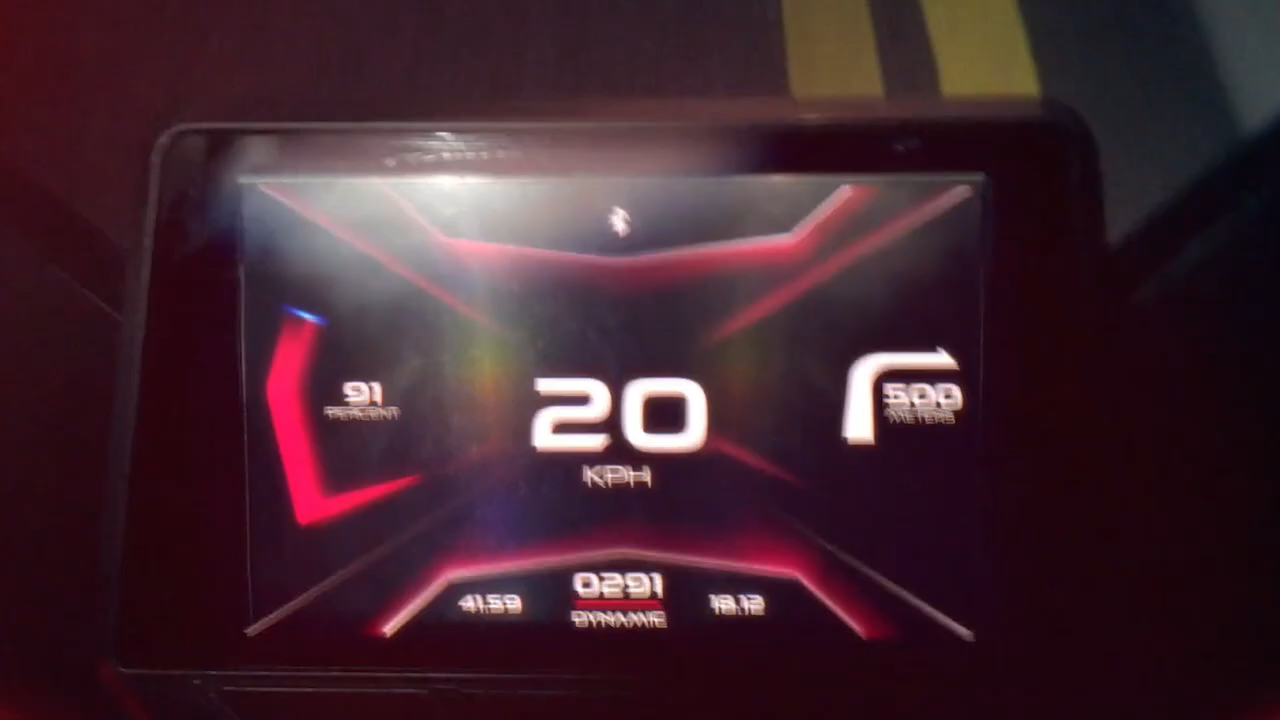 91
PERCENT
20
KPH
500
METERS
0291
41.59
18.12
DYNAMIC